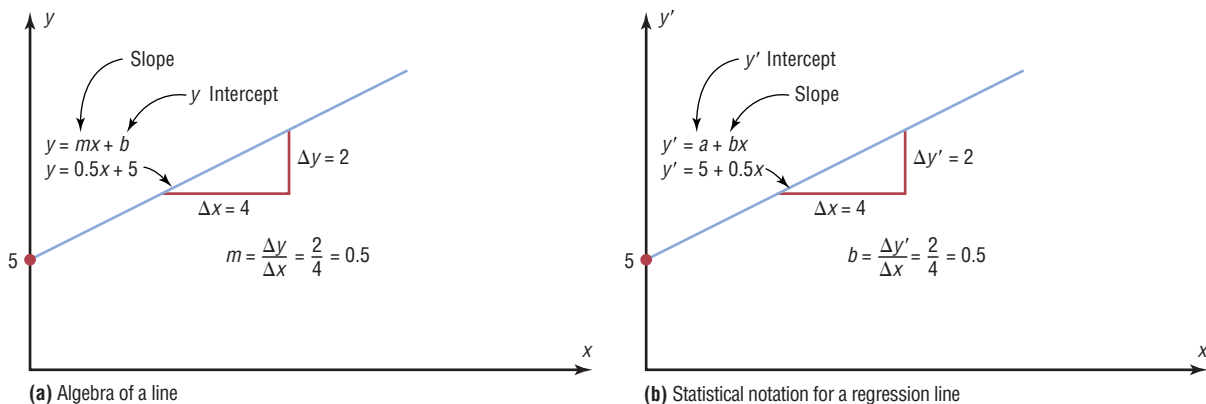 y
Slope
y Intercept
y = mx + b
y = 0.5x + 5
Δy = 2
Δx = 4
m = Δy/Δx = 2/4 = 0.5
5
x
(a) Algebra of a line
y′
y′ Intercept
Slope
y′ = a + bx
y′ = 5 + 0.5x
Δy′ = 2
Δx = 4
b = Δy′/Δx = 2/4 = 0.5
5
x
(b) Statistical notation for a regression line